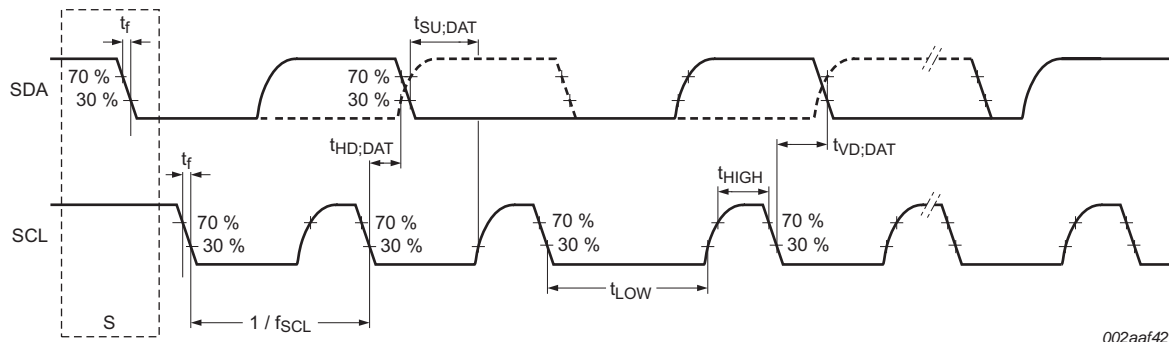 tf
tSU;DAT
SDA
70 %
30 %
70 %
30 %
tHD;DAT
tVD;DAT
tf
tHIGH
SCL
70 %
30 %
70 %
30 %
70 %
30 %
70 %
30 %
tLOW
S
1 / fSCL
002aaf42